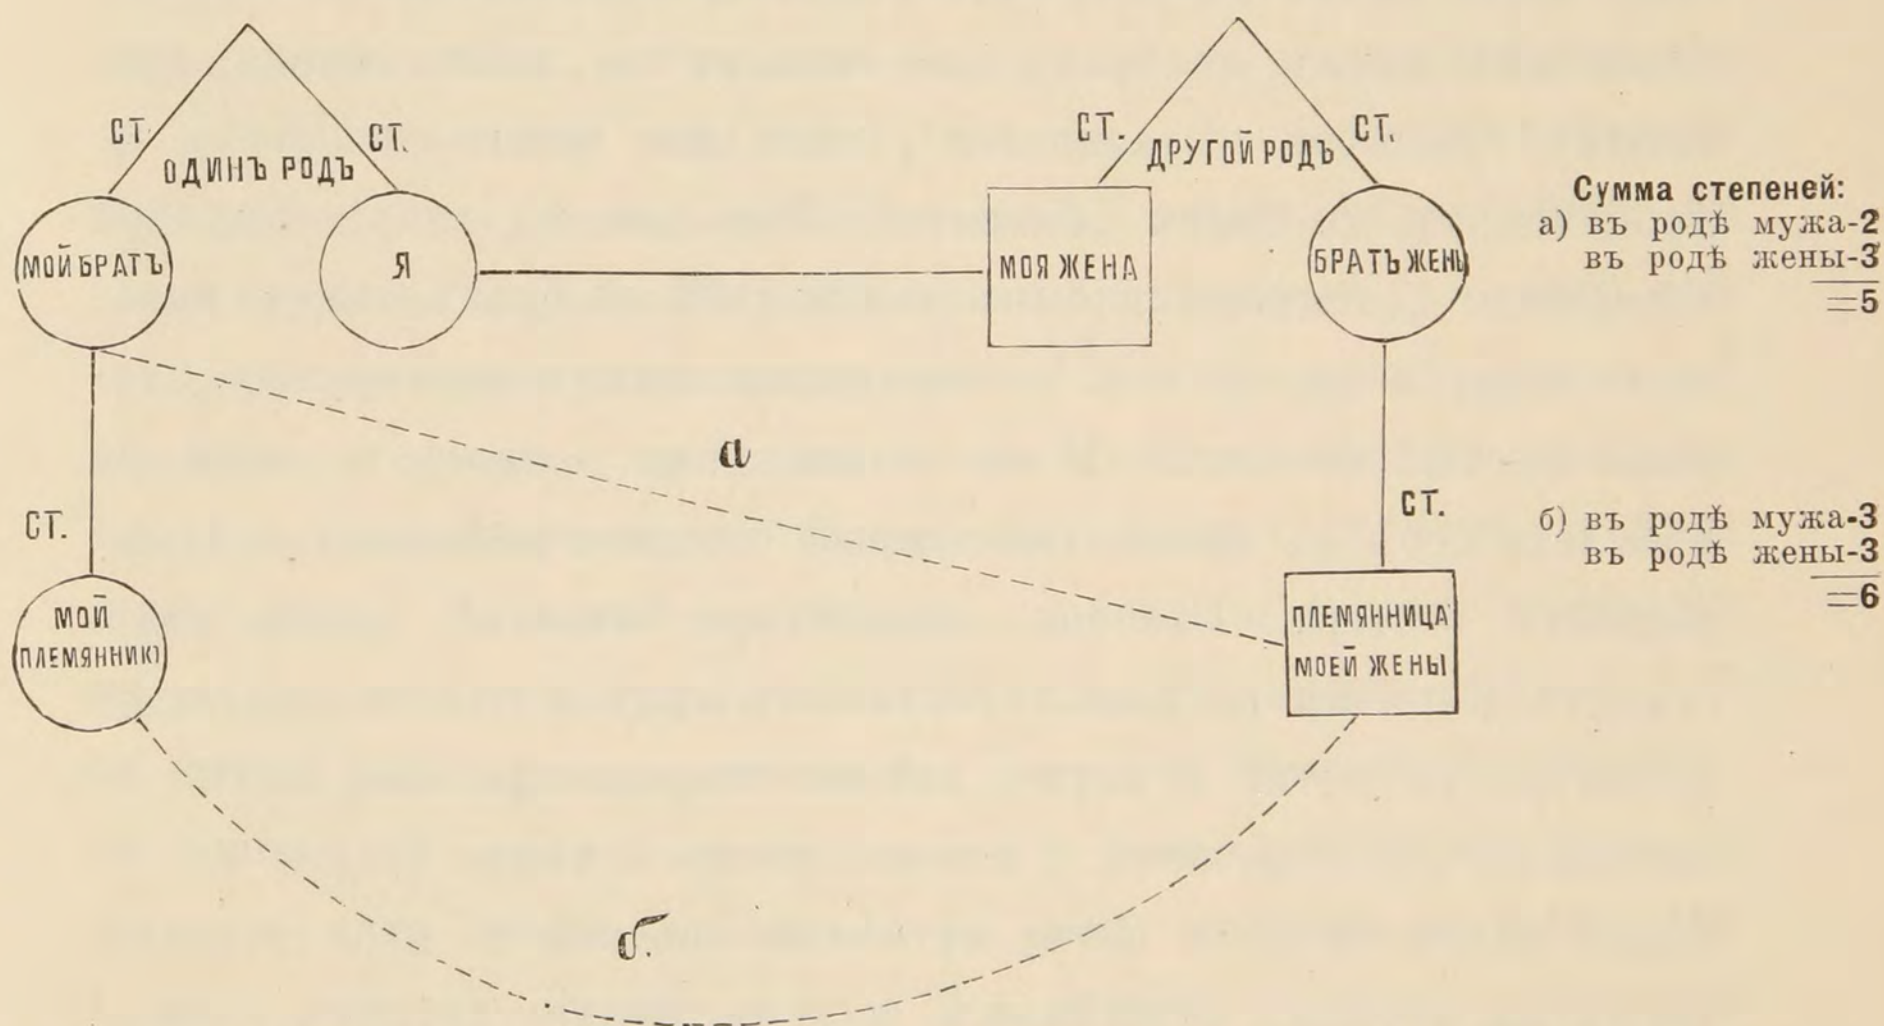 СТ.
СТ.
ОДИНЪ РОДЪ
СТ.
СТ.
ДРУГОЙ РОДЪ
МОЙ БРАТЪ
Я
МОЯ ЖЕНА
БРАТЪ ЖЕНЫ
Сумма степеней:
а) въ родѣ мужа-2
въ родѣ жены-3
=5
а
СТ.
СТ.
б) въ родѣ мужа-3
въ родѣ жены-3
=6
МОЙ
ПЛЕМЯННИКЪ
ПЛЕМЯННИЦА
МОЕЙ ЖЕНЫ
б.